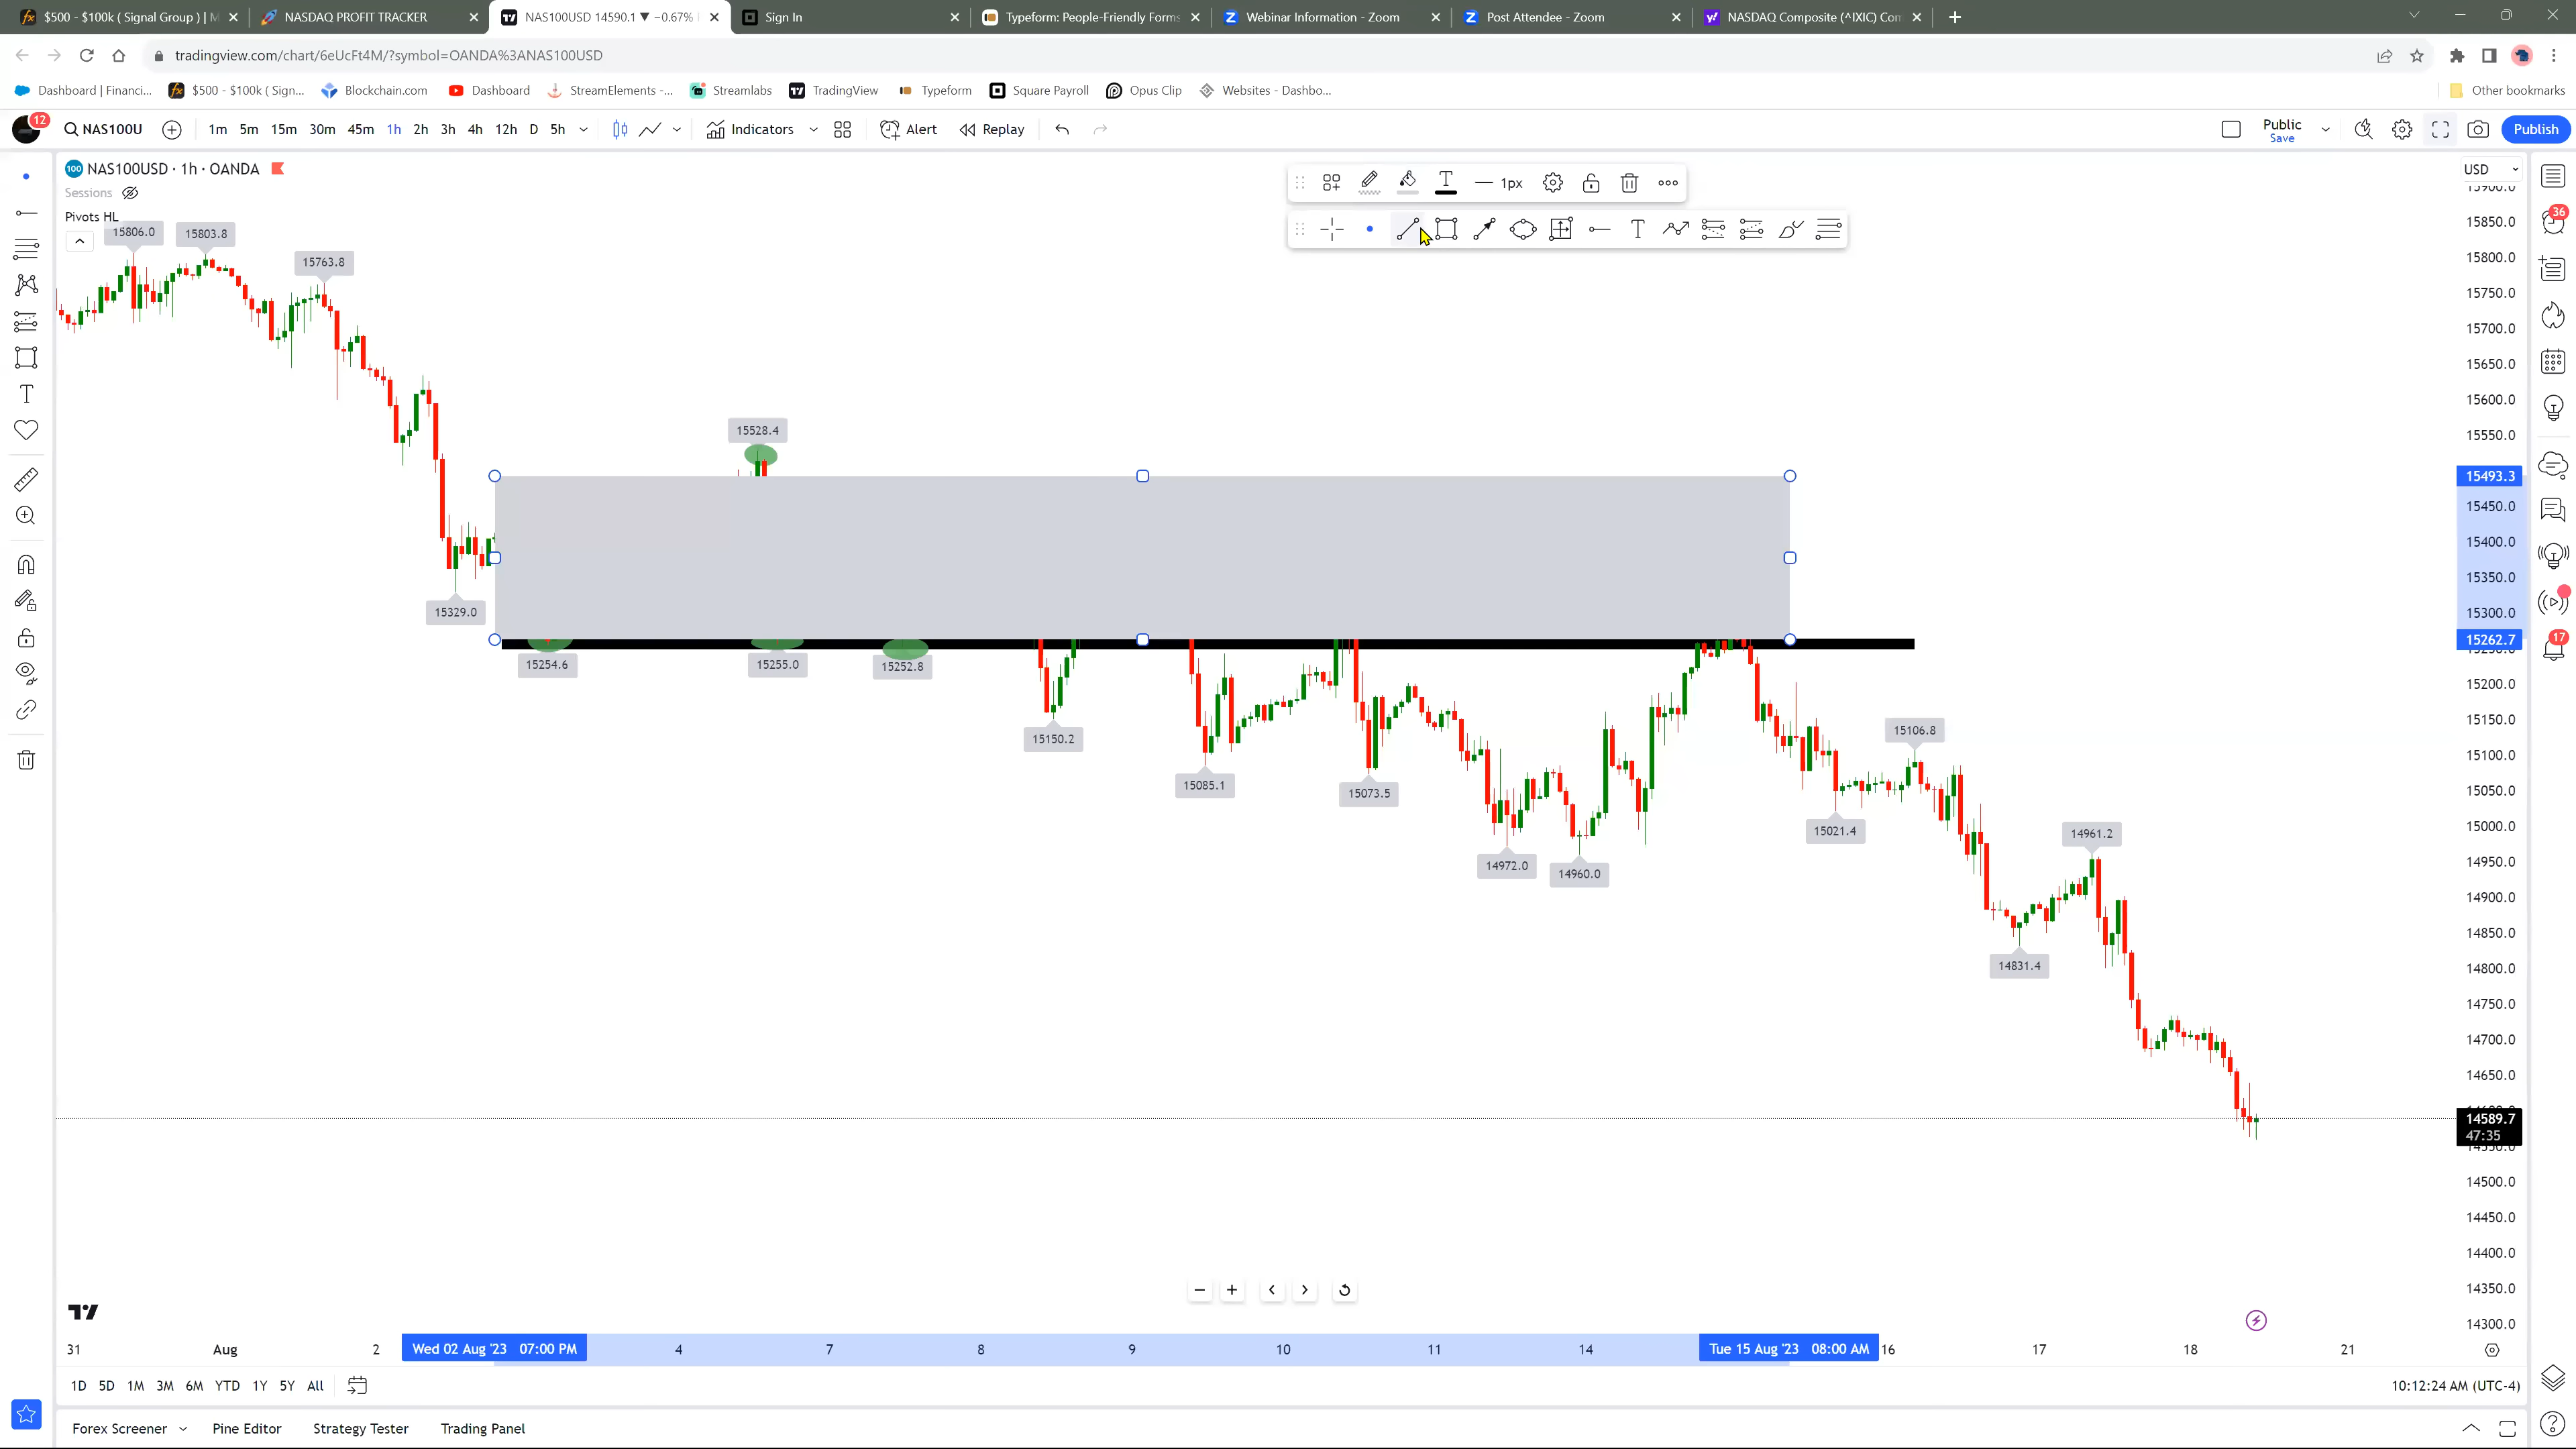 $500 - $100k ( Signal Group ) | M
NASDAQ PROFIT TRACKER
NAS100USD 14590.1 ▼ −0.67%
Sign In
Typeform: People-Friendly Forms
Webinar Information - Zoom
Post Attendee - Zoom
NASDAQ Composite (^IXIC) Con
tradingview.com/chart/6eUcFt4M/?symbol=OANDA%3ANAS100USD
Dashboard | Financi...
$500 - $100k ( Sign...
Blockchain.com
Dashboard
StreamElements -...
Streamlabs
TradingView
Typeform
Square Payroll
Opus Clip
Websites - Dashbo...
Other bookmarks
12
NAS100U
1m 5m 15m 30m 45m 1h 2h 3h 4h 12h D 5h
Indicators
Alert
Replay
Public
Save
Publish
100 NAS100USD · 1h · OANDA
Sessions
Pivots HL
1px
USD
36
17
15806.0
15803.8
15763.8
15528.4
15329.0
15254.6
15255.0
15252.8
15150.2
15085.1
15073.5
14972.0
14960.0
15021.4
15106.8
14831.4
14961.2
15850.0
15800.0
15750.0
15700.0
15650.0
15600.0
15550.0
15493.3
15450.0
15400.0
15350.0
15300.0
15262.7
15200.0
15150.0
15100.0
15050.0
15000.0
14950.0
14900.0
14850.0
14800.0
14750.0
14700.0
14650.0
14589.7
47:35
14500.0
14450.0
14400.0
14350.0
14300.0
31 Aug 2 Wed 02 Aug '23 07:00 PM 4 7 8 9 10 11 14 Tue 15 Aug '23 08:00 AM 16 17 18 21
1D 5D 1M 3M 6M YTD 1Y 5Y All
10:12:24 AM (UTC-4)
Forex Screener
Pine Editor
Strategy Tester
Trading Panel